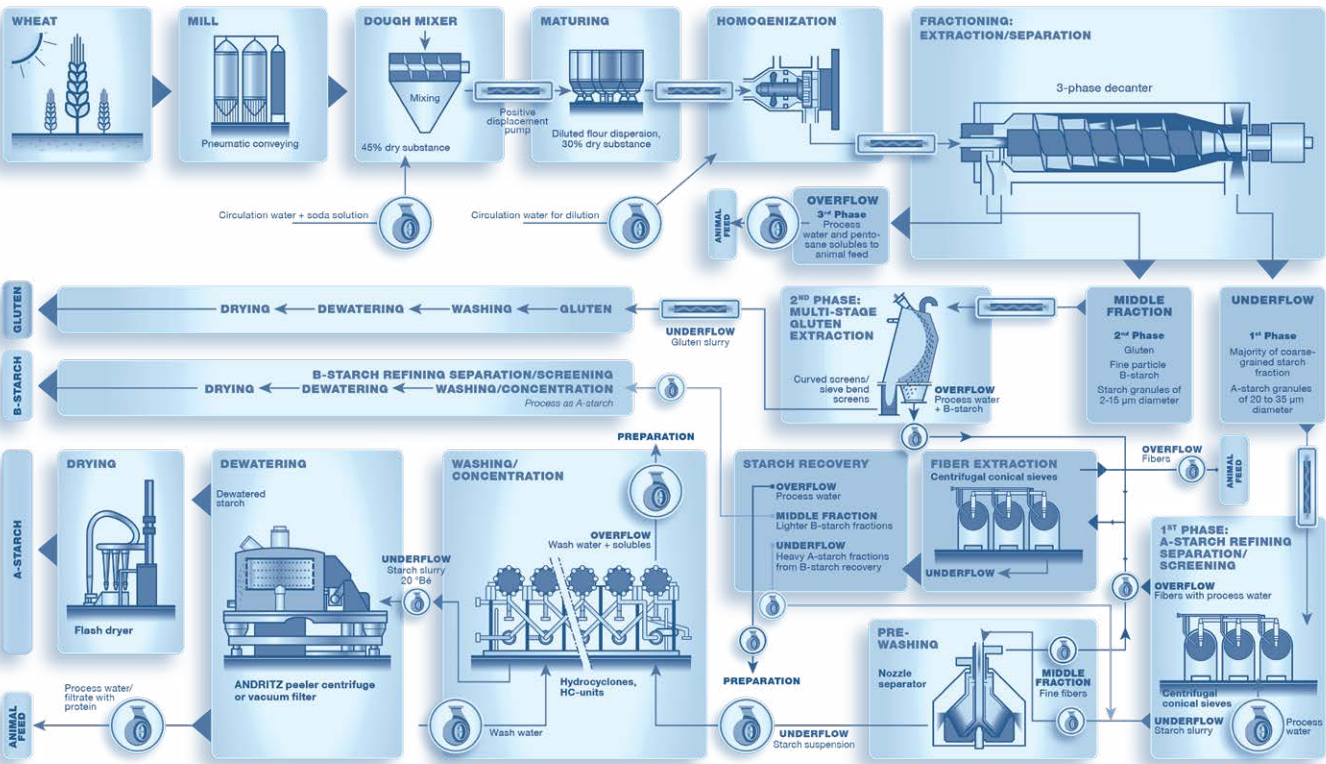 WHEAT
MILL
Pneumatic conveying
DOUGH MIXER
Mixing
45% dry substance
Positive
displacement
pump
MATURING
Diluted flour dispersion,
30% dry substance
HOMOGENIZATION
FRACTIONING:
EXTRACTION/SEPARATION
3-phase decanter
Circulation water + soda solution
Circulation water for dilution
ANIMAL
FEED
OVERFLOW
3rd Phase
Process
water and pento-
sane solubles to
animal feed
GLUTEN
DRYING
DEWATERING
WASHING
GLUTEN
UNDERFLOW
Gluten slurry
2ND PHASE:
MULTI-STAGE
GLUTEN
EXTRACTION
Curved screens/
sieve bend
screens
OVERFLOW
Process water
+ B-starch
MIDDLE
FRACTION
2nd Phase
Gluten
Fine particle
B-starch
Starch granules of
2-15 µm diameter
UNDERFLOW
1st Phase
Majority of coarse-
grained starch
fraction
A-starch granules
of 20 to 35 µm
diameter
B-STARCH
B-STARCH REFINING SEPARATION/SCREENING
DRYING
DEWATERING
WASHING/CONCENTRATION
Process as A-starch
A-STARCH
DRYING
Flash dryer
DEWATERING
Dewatered
starch
ANDRITZ peeler centrifuge
or vacuum filter
UNDERFLOW
Starch slurry
20 °Bé
WASHING/
CONCENTRATION
PREPARATION
OVERFLOW
Wash water + solubles
Hydrocyclones,
HC-units
STARCH RECOVERY
OVERFLOW
Process water
MIDDLE FRACTION
Lighter B-starch fractions
UNDERFLOW
Heavy A-starch fractions
from B-starch recovery
PREPARATION
FIBER EXTRACTION
Centrifugal conical sieves
UNDERFLOW
OVERFLOW
Fibers
ANIMAL
FEED
1ST PHASE:
A-STARCH REFINING
SEPARATION/
SCREENING
OVERFLOW
Fibers with process water
Centrifugal
conical sieves
UNDERFLOW
Starch slurry
Process
water
PRE-
WASHING
Nozzle
separator
MIDDLE
FRACTION
Fine fibers
UNDERFLOW
Starch suspension
Wash water
Process water/
filtrate with
protein
ANIMAL
FEED